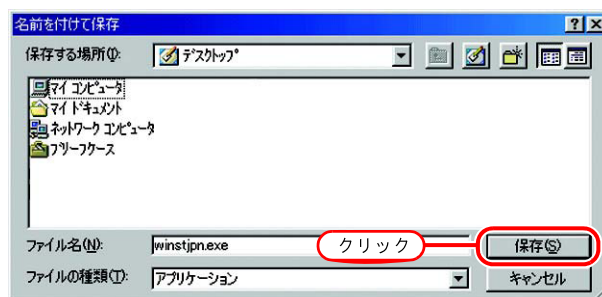 名前を付けて保存
保存する場所(I):
デスクトップ
マイ コンピュータ
マイ ドキュメント
ネットワーク コンピュータ
ブリーフケース
ファイル名(N):
winstjpn.exe
クリック
保存(S)
ファイルの種類(T):
アプリケーション
キャンセル